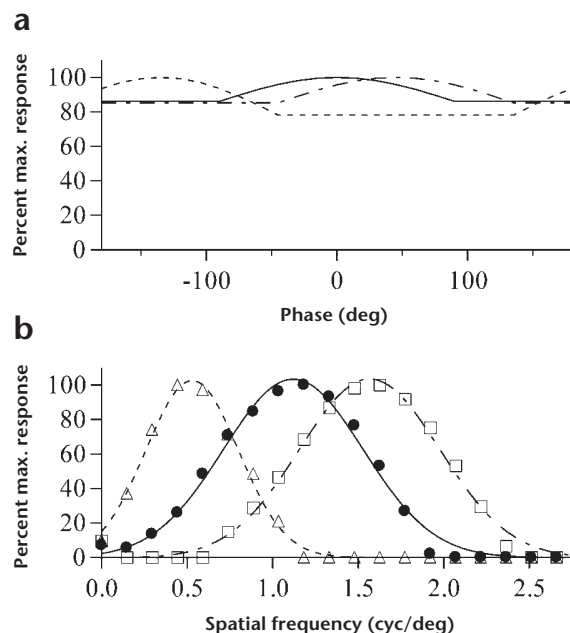 a
Percent max. response
100
80
60
40
20
0
-100 0 100
Phase (deg)
b
Percent max. response
100
80
60
40
20
0
0.0 0.5 1.0 1.5 2.0 2.5
Spatial frequency (cyc/deg)